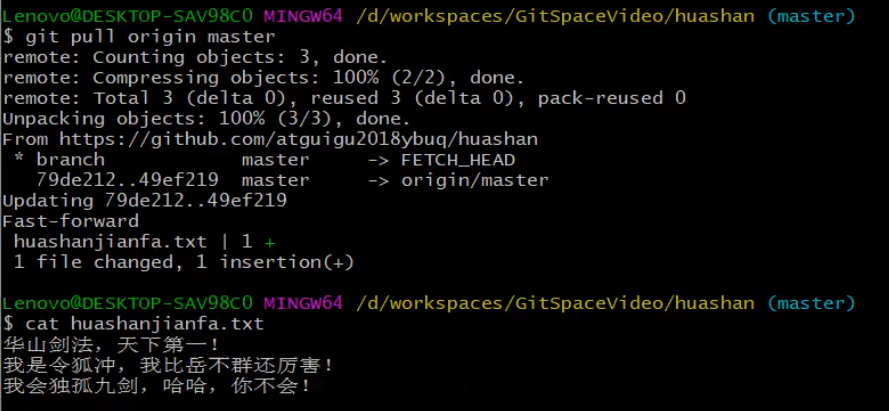 Lenovo@DESKTOP-SAV98C0 MINGW64 /d/workspaces/GitSpaceVideo/huashan (master)
$ git pull origin master
remote: Counting objects: 3, done.
remote: Compressing objects: 100% (2/2), done.
remote: Total 3 (delta 0), reused 3 (delta 0), pack-reused 0
Unpacking objects: 100% (3/3), done.
From https://github.com/atguigu2018ybuq/huashan
 * branch            master     -> FETCH_HEAD
   79de212..49ef219  master     -> origin/master
Updating 79de212..49ef219
Fast-forward
 huashanjianfa.txt | 1 +
 1 file changed, 1 insertion(+)
Lenovo@DESKTOP-SAV98C0 MINGW64 /d/workspaces/GitSpaceVideo/huashan (master)
$ cat huashanjianfa.txt
华山剑法，天下第一！
我是令狐冲，我比岳不群还厉害！
我会独孤九剑，哈哈，你不会！